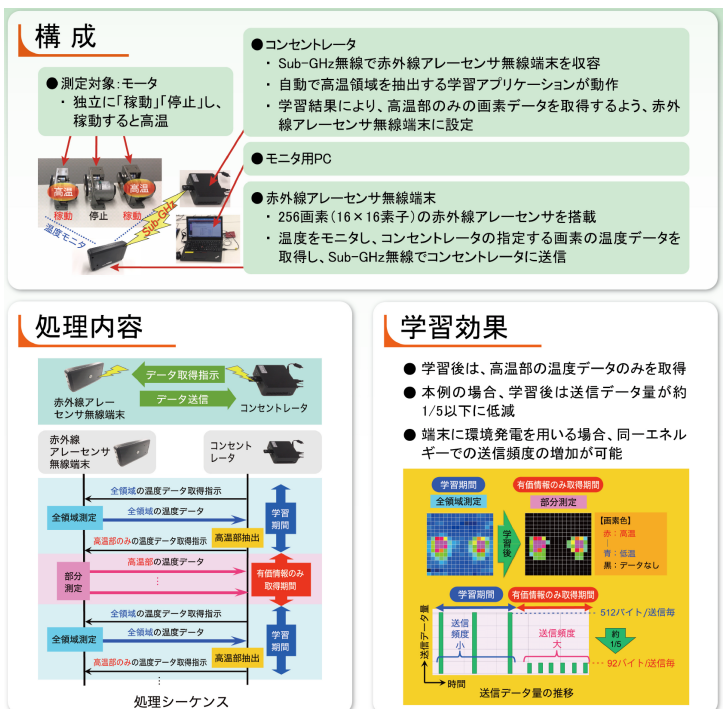 構成
●測定対象:モータ
・独立に「稼動」「停止」し、
稼動すると高温
高温
高温
稼動
停止
稼動
温度モニタ
Sub-GHz
●コンセントレータ
・Sub-GHz無線で赤外線アレーセンサ無線端末を収容
・自動で高温領域を抽出する学習アプリケーションが動作
・学習結果により、高温部のみの画素データを取得するよう、赤外
線アレーセンサ無線端末に設定
●モニタ用PC
●赤外線アレーセンサ無線端末
・256画素(16×16素子)の赤外線アレーセンサを搭載
・温度をモニタし、コンセントレータの指定する画素の温度データを
取得し、Sub-GHz無線でコンセントレータに送信
処理内容
データ取得指示
データ送信
赤外線アレー
センサ無線端末
コンセントレータ
赤外線
アレーセンサ
無線端末
コンセント
レータ
全領域の温度データ取得指示
全領域測定
全領域の温度データ
高温部抽出
高温部のみの温度データ取得指示
学習
期間
部分
測定
高温部の温度データ
⋮
有価情報のみ
取得期間
全領域の温度データ取得指示
全領域測定
全領域の温度データ
高温部抽出
高温部のみの温度データ取得指示
学習
期間
⋮
処理シーケンス
学習効果
●学習後は、高温部の温度データのみを取得
●本例の場合、学習後は送信データ量が約
1/5以下に低減
●端末に環境発電を用いる場合、同一エネル
ギーでの送信頻度の増加が可能
学習期間
有価情報のみ取得期間
全領域測定
部分測定
学習後
【画素色】
赤:高温
|
青:低温
黒:データなし
学習期間
有価情報のみ取得期間
送信データ量
送信
頻度
小
送信頻度
大
512バイト/送信毎
約
1/5
92バイト/送信毎
時間
送信データ量の推移